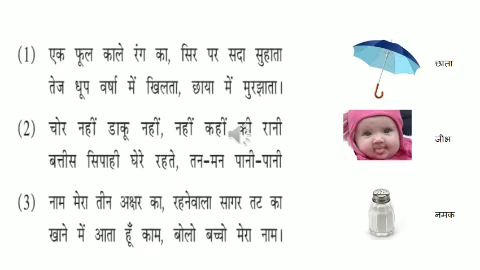 (1) एक फूल काले रंग का, सिर पर सदा सुहाता
तेज धूप वर्षा में खिलता, छाया में मुरझाता।
छाता
(2) चोर नहीं डाकू नहीं, नहीं कहीं की रानी
बत्तीस सिपाही घेरे रहते, तन-मन पानी-पानी
जीभ
(3) नाम मेरा तीन अक्षर का, रहनेवाला सागर तट का
खाने में आता हूँ काम, बोलो बच्चो मेरा नाम।
नमक